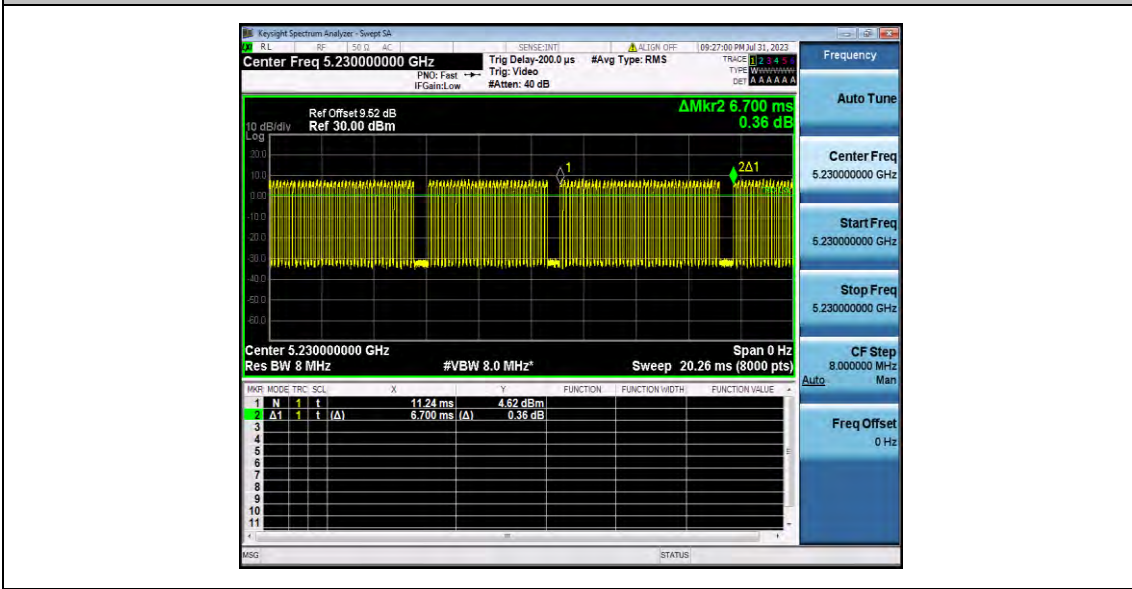 Keysight Spectrum Analyzer - Swept SA
RL RF 50 Ω AC SENSE:INT ALIGN OFF 09:27:00 PM Jul 31, 2023
Center Freq 5.230000000 GHz
PNO: Fast
IFGain:Low
Trig Delay-200.0 µs
Trig: Video
#Atten: 40 dB
#Avg Type: RMS
TRACE 1 2 3 4 5 6
TYPE
DET A A A A A A
ΔMkr2 6.700 ms
0.36 dB
Ref Offset 9.52 dB
10 dB/div Ref 30.00 dBm
Log
20.0
10.0
0.00
-10.0
-20.0
-30.0
-40.0
-50.0
-60.0
1
2Δ1
Center 5.230000000 GHz Span 0 Hz
Res BW 8 MHz #VBW 8.0 MHz* Sweep 20.26 ms (8000 pts)
MKR MODE TRC SCL X Y FUNCTION FUNCTION WIDTH FUNCTION VALUE
1 N 1 t 11.24 ms 4.62 dBm
2 Δ1 1 t (Δ) 6.700 ms (Δ) 0.36 dB
3
4
5
6
7
8
9
10
11
MSG STATUS
Frequency
Auto Tune
Center Freq
5.230000000 GHz
Start Freq
5.230000000 GHz
Stop Freq
5.230000000 GHz
CF Step
8.000000 MHz
Auto Man
Freq Offset
0 Hz